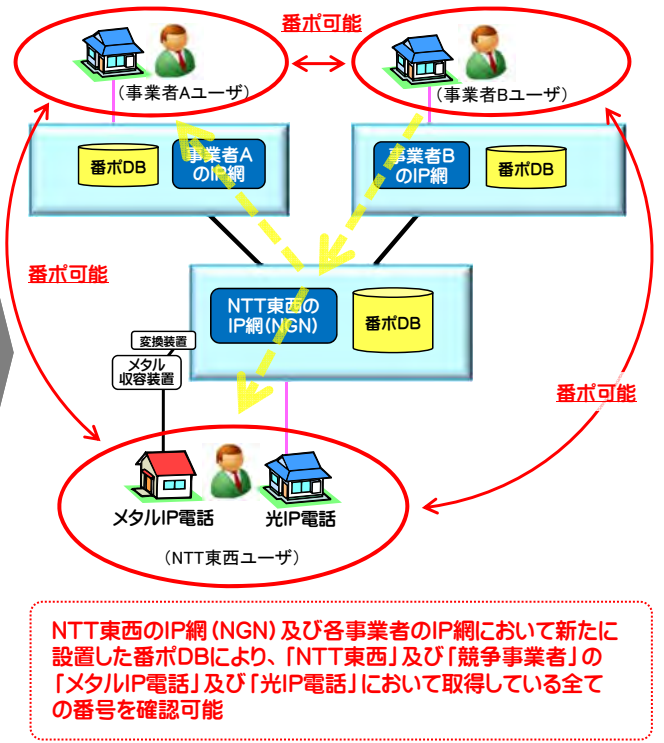 番ポ可能
(事業者Aユーザ)
(事業者Bユーザ)
番ポDB
事業者A
のIP網
事業者B
のIP網
番ポDB
番ポ可能
NTT東西の
IP網(NGN)
番ポDB
変換装置
メタル
収容装置
番ポ可能
メタルIP電話
光IP電話
(NTT東西ユーザ)
NTT東西のIP網(NGN)及び各事業者のIP網において新たに
設置した番ポDBにより、「NTT東西」及び「競争事業者」の
「メタルIP電話」及び「光IP電話」において取得している全て
の番号を確認可能